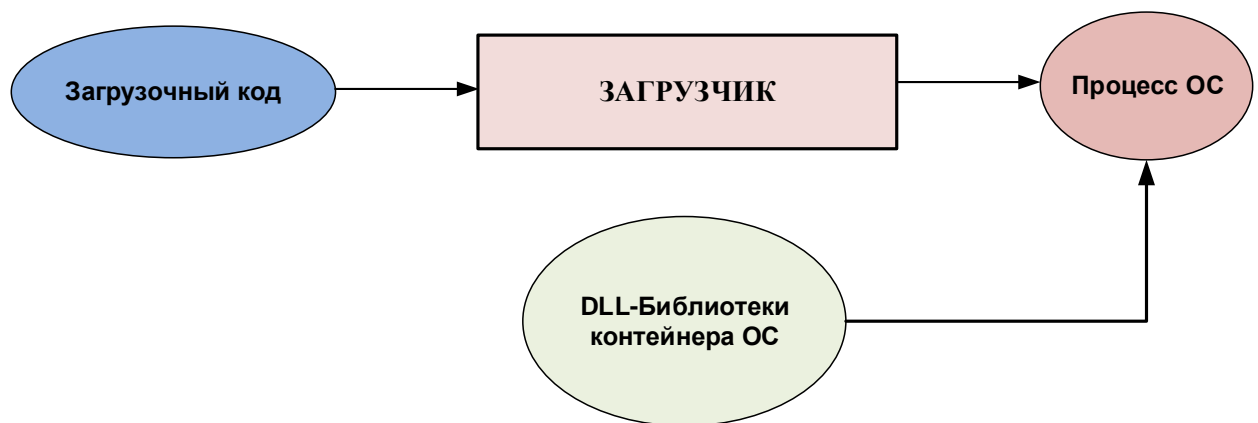 Загрузочный код
ЗАГРУЗЧИК
Процесс ОС
DLL-Библиотеки
контейнера ОС